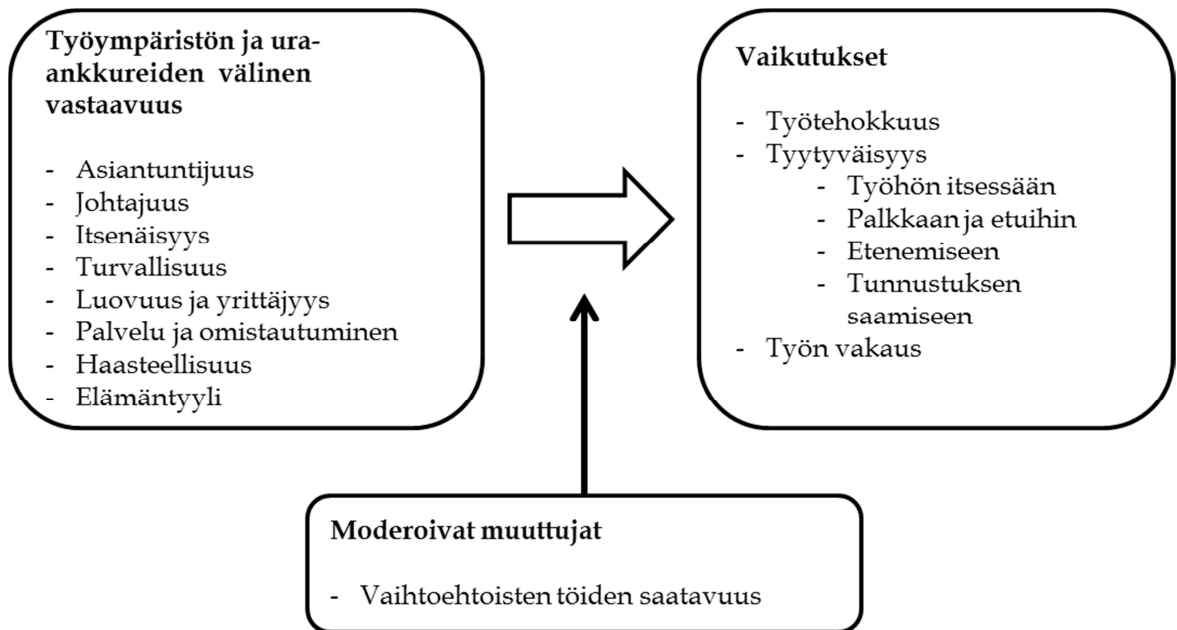 Työympäristön ja ura-
ankkureiden välinen
vastaavuus
- Asiantuntijuus
- Johtajuus
- Itsenäisyys
- Turvallisuus
- Luovuus ja yrittäjyys
- Palvelu ja omistautuminen
- Haasteellisuus
- Elämäntyyli
Vaikutukset
- Työtehokkuus
- Tyytyväisyys
- Työhön itsessään
- Palkkaan ja etuihin
- Etenemiseen
- Tunnustuksen
saamiseen
- Työn vakaus
Moderoivat muuttujat
- Vaihtoehtoisten töiden saatavuus